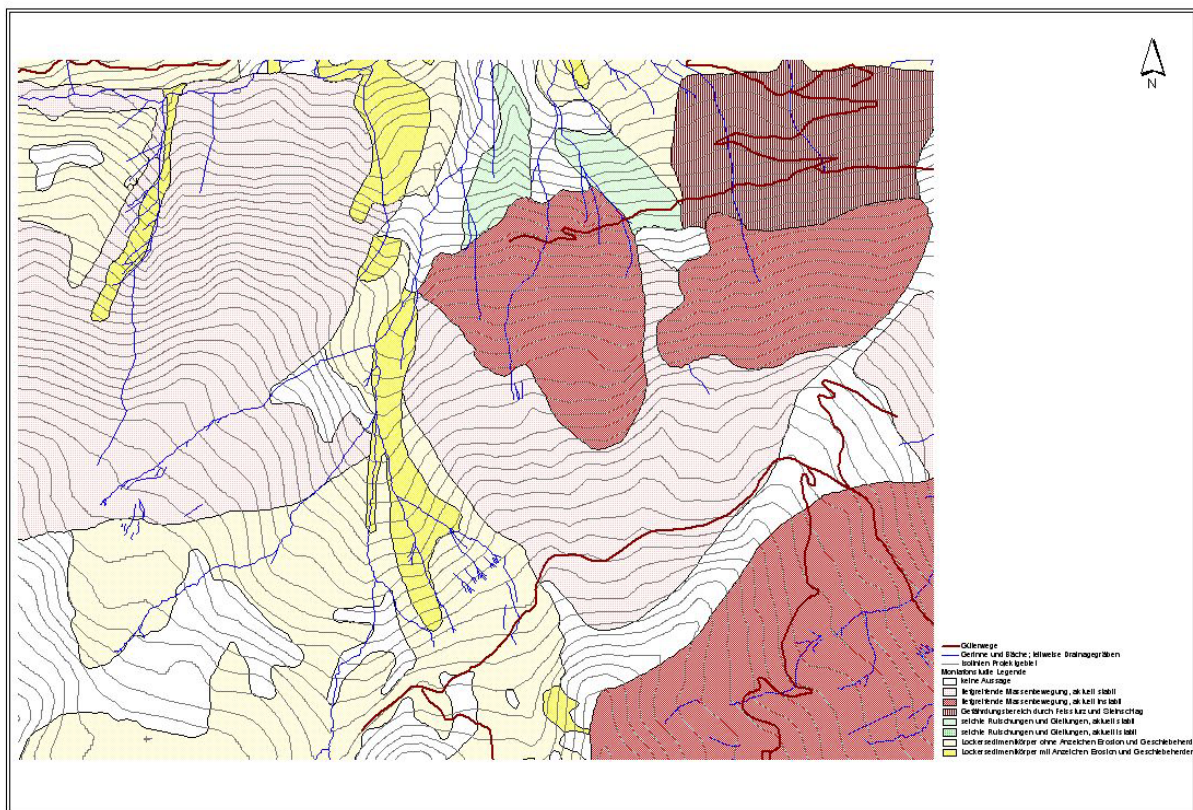 N
Güterwege
Gerinne und Bäche; teilweise Drainagegräben
Isolinien Projektgebiet
Legende
keine Aussage
tiefgreifende Massenbewegung, aktuell stabil
tiefgreifende Massenbewegung, aktuell instabil
Gefährdungsbereich durch Felssturz und Steinschlag
seichte Rutschungen und Gleitungen, aktuell stabil
seichte Rutschungen und Gleitungen, aktuell stabil
Lockersedimentkörper ohne Anzeichen Erosion und Geschiebeherd
Lockersedimentkörper mit Anzeichen Erosion und Geschiebeherden